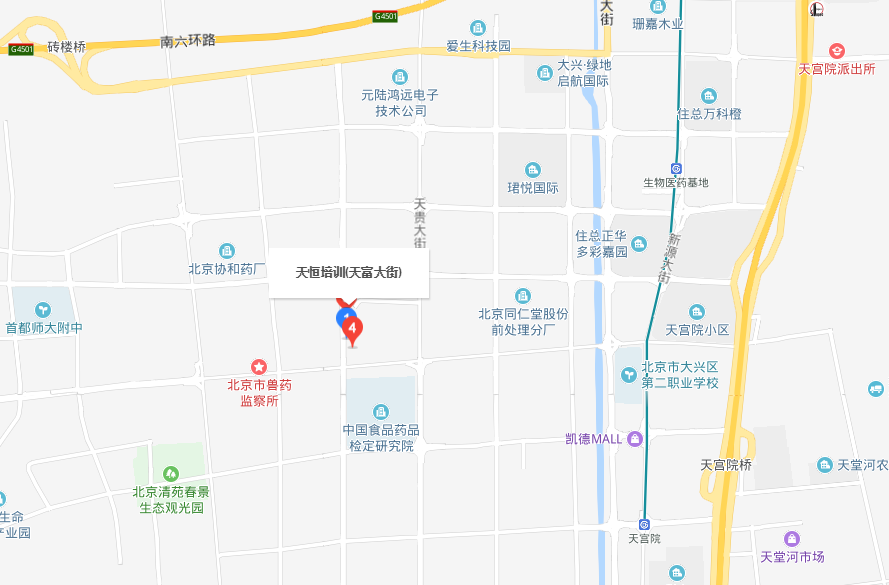 大街
珊嘉木业
G4501
砖楼桥
G4501
南六环路
爱生科技园
天宫院派出所
大兴·绿地
启航国际
元陆鸿远电子
技术公司
住总万科橙
生物医药基地
珺悦国际
天贵大街
新源大街
住总正华
多彩嘉园
北京协和药厂
天恒培训(天富大街)
首都师大附中
北京同仁堂股份
前处理分厂
天宫院小区
4
北京市兽药
监察所
北京市大兴区
第二职业学校
中国食品药品
检定研究院
凯德MALL
天宫院桥
天堂河农
北京清苑春景
生态观光园
生命
产业园
天宫院
天堂河市场